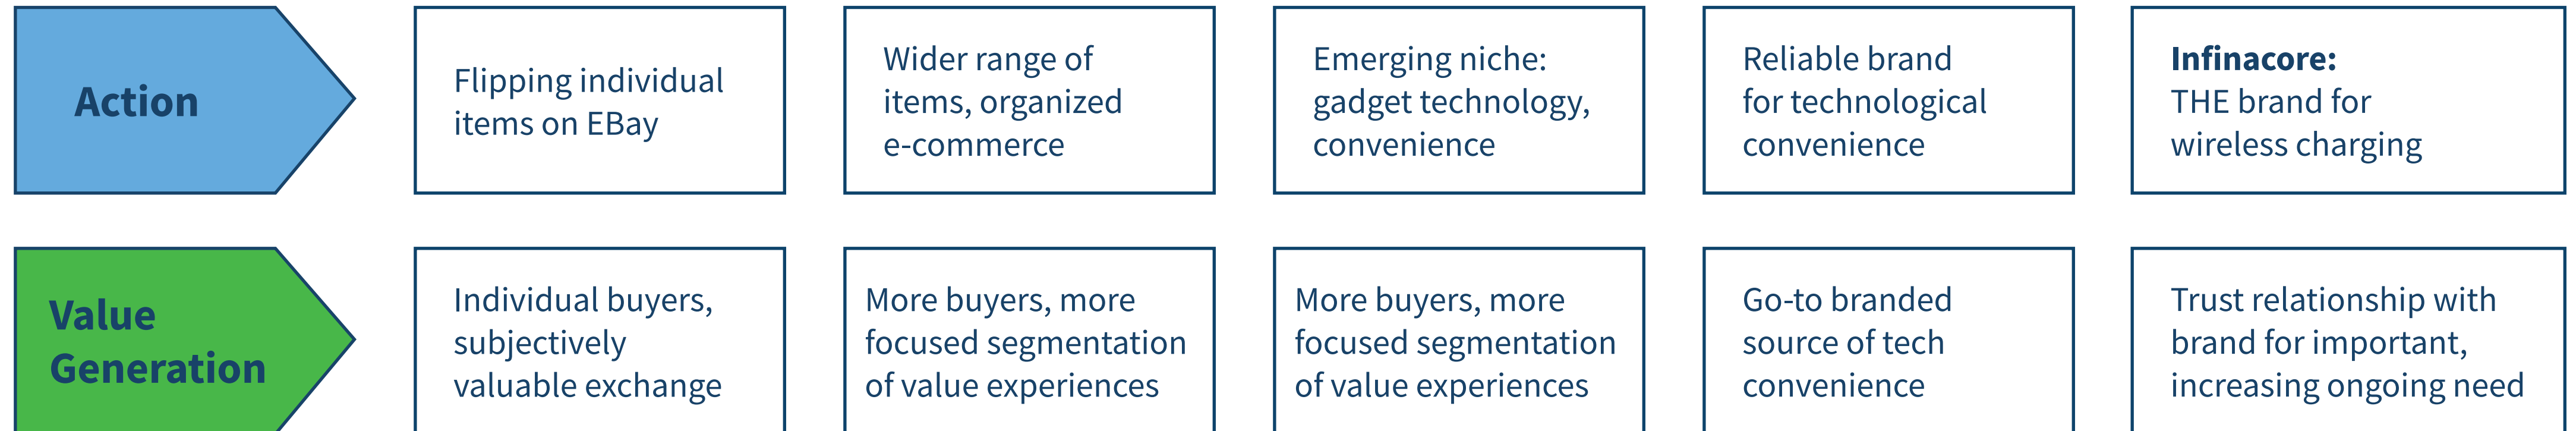 Action
Flipping individual
items on EBay
Wider range of
items, organized
e-commerce
Emerging niche:
gadget technology,
convenience
Reliable brand
for technological
convenience
Infinacore:
THE brand for
wireless charging
Value
Generation
Individual buyers,
subjectively
valuable exchange
More buyers, more
focused segmentation
of value experiences
More buyers, more
focused segmentation
of value experiences
Go-to branded
source of tech
convenience
Trust relationship with
brand for important,
increasing ongoing need